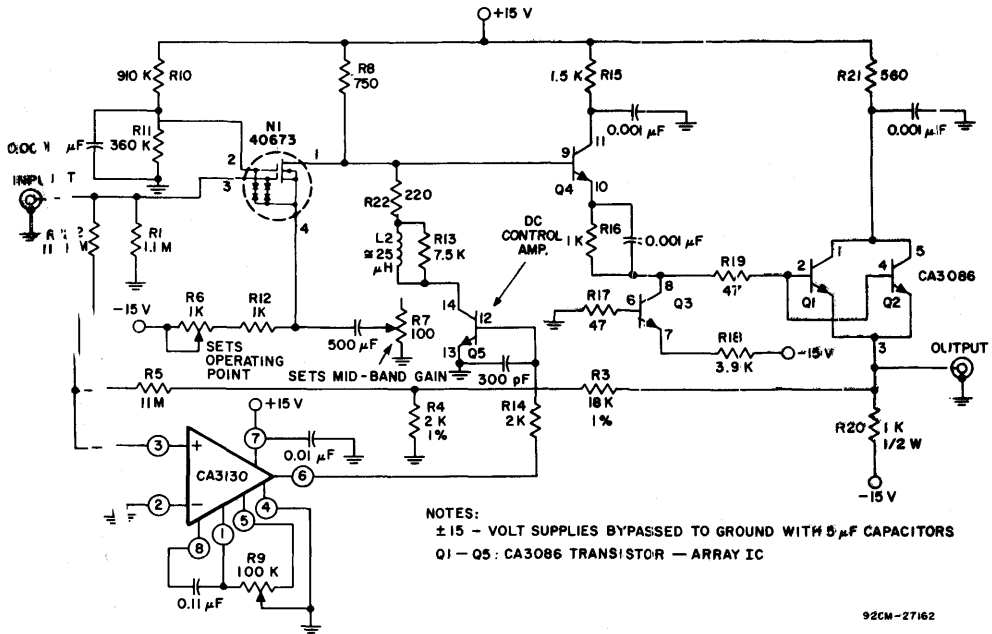 +15 V
910 K
R10
R8
750
1.5 K
R15
R21
560
0.001 µF
0.001 µF
N1
40673
R11
360 K
µF
1
2
3
4
9
11
Q4
10
R22
220
DC
CONTROL
AMP.
R1
1.1 M
L2
≅ 25
µH
R13
7.5 K
R16
1K
0.001 µF
R19
47
2
1
4
5
Q1
Q2
CA3086
8
-15 V
R6
1K
R12
1K
R7
100
14
12
13
Q5
R17
47
6
Q3
7
R18
3.9 K
-15 V
3
OUTPUT
SETS
OPERATING
POINT
500 µF
SETS MID-BAND GAIN
300 pF
R5
11M
R3
18 K
1%
R4
2 K
1%
R14
2K
R20
1 K
1/2 W
-15 V
+15 V
7
0.01 µF
3
+
CA3130
6
2
−
4
5
1
8
R9
100 K
0.11 µF
NOTES:
±15 - VOLT SUPPLIES BYPASSED TO GROUND WITH 5 µF CAPACITORS
Q1 – Q5: CA3086 TRANSISTOR — ARRAY IC
92CM-27162